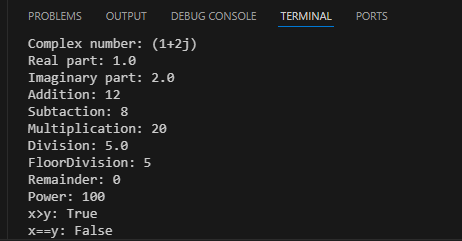 PROBLEMS OUTPUT DEBUG CONSOLE TERMINAL PORTS
Complex number: (1+2j)
Real part: 1.0
Imaginary part: 2.0
Addition: 12
Subtaction: 8
Multiplication: 20
Division: 5.0
FloorDivision: 5
Remainder: 0
Power: 100
x>y: True
x==y: False